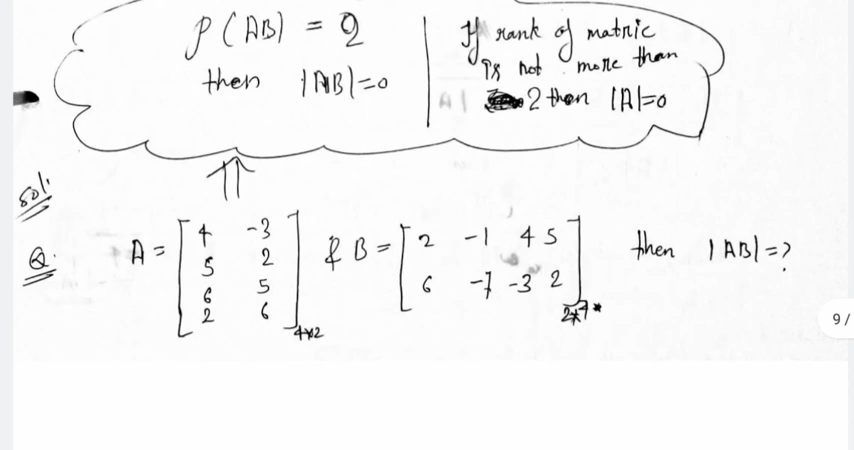 ρ(AB) = 2
then |AB|=0
If rank of matric
is not more than
2 then |A|=0
Sol:
Q. A = [4 -3 5 2 6 5 2 6]4×2 & B = [2 -1 4 5 6 -7 -3 2]2×4 then |AB|=?
9/